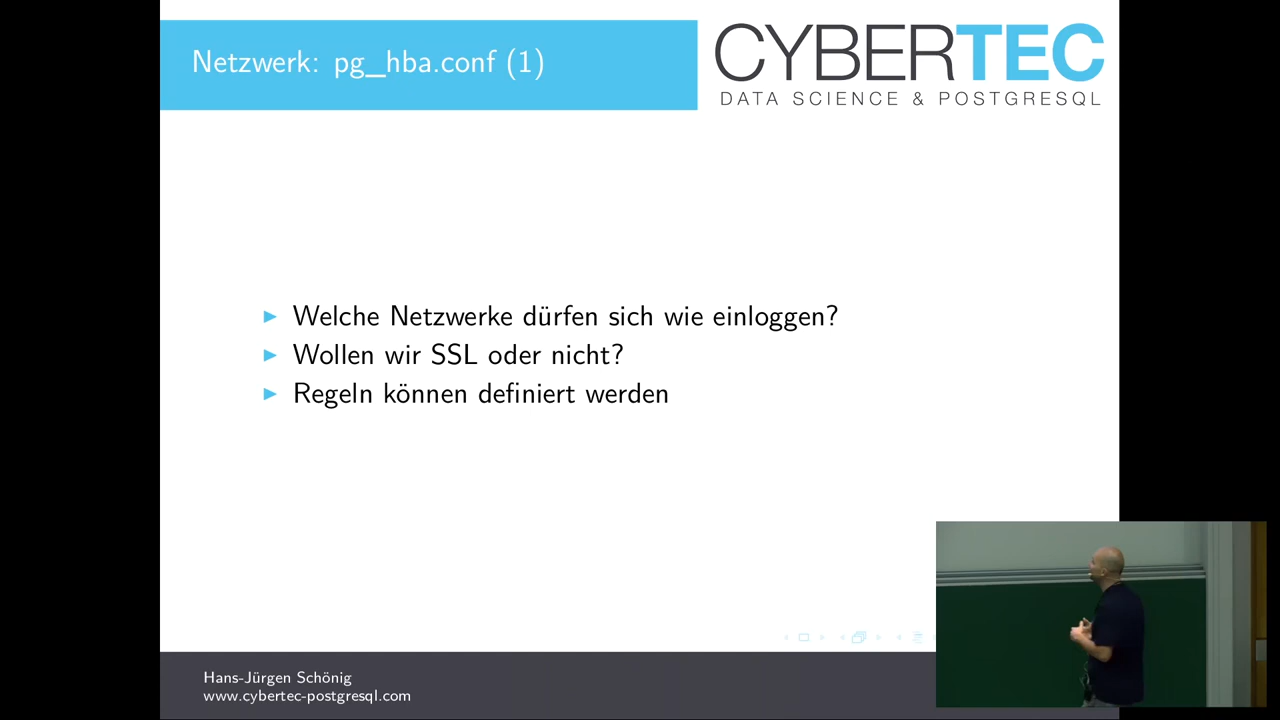 Netzwerk: pg_hba.conf (1)
CYBERTEC
DATA SCIENCE & POSTGRESQL
Welche Netzwerke dürfen sich wie einloggen?
Wollen wir SSL oder nicht?
Regeln können definiert werden
Hans-Jürgen Schönig
www.cybertec-postgresql.com